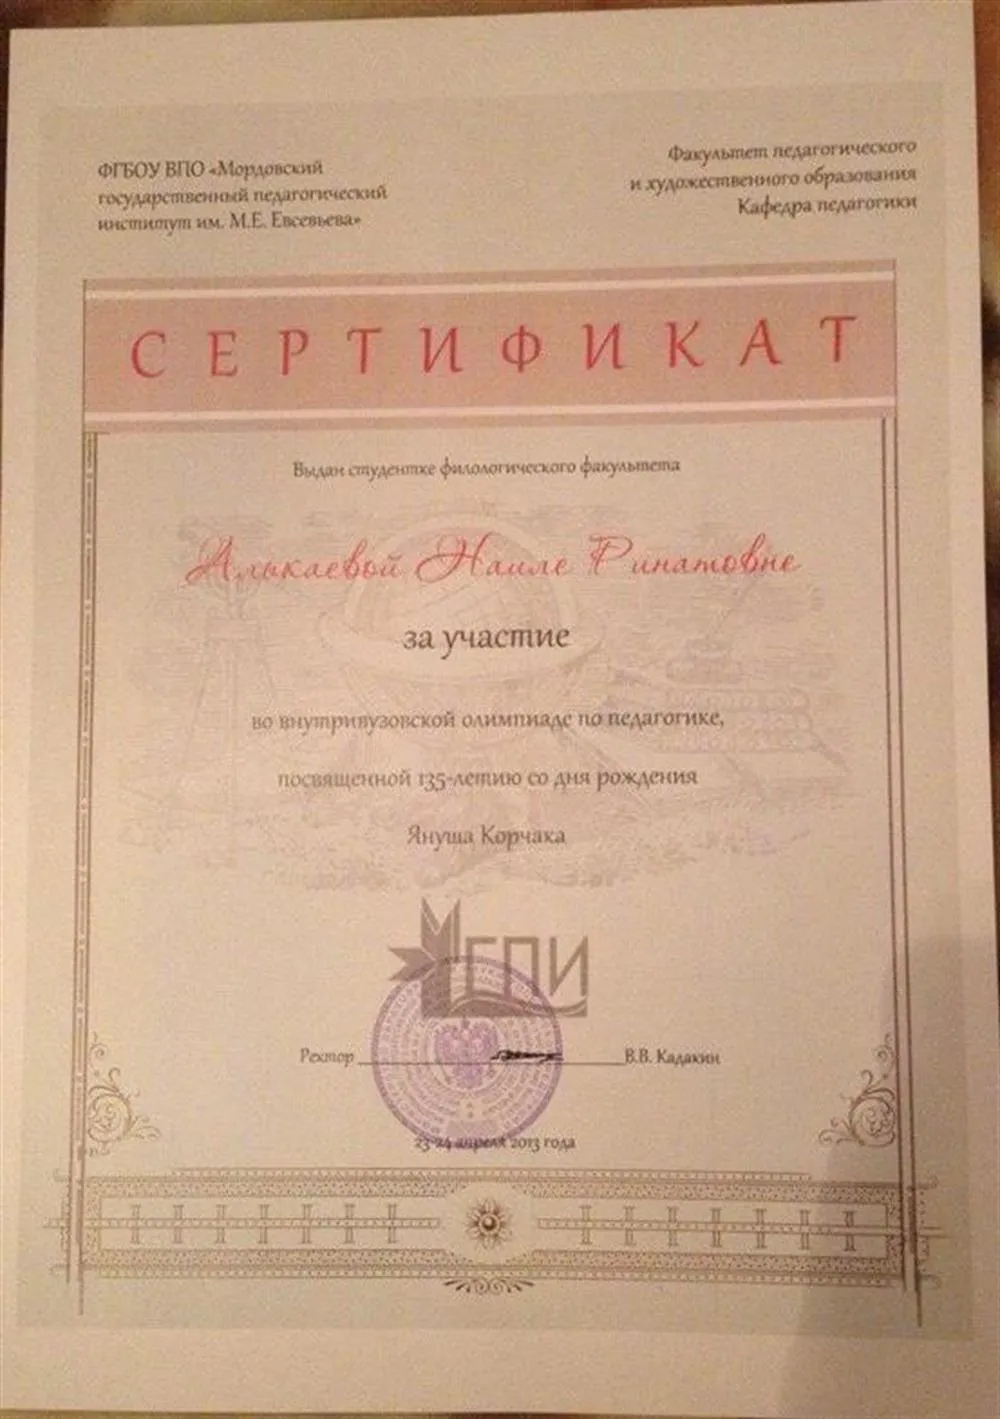 ФГБОУ ВПО «Мордовский
государственный педагогический
институт им. М.Е. Евсевьева»
Факультет педагогического
и художественного образования
Кафедра педагогики
СЕРТИФИКАТ
Выдан студентке филологического факультета
Алькаевой Наиле Ринатовне
за участие
во внутривузовской олимпиаде по педагогике,
посвященной 135-летию со дня рождения
Януша Корчака
МГПИ
Ректор
В.В. Кадакин
23-24 апреля 2013 года